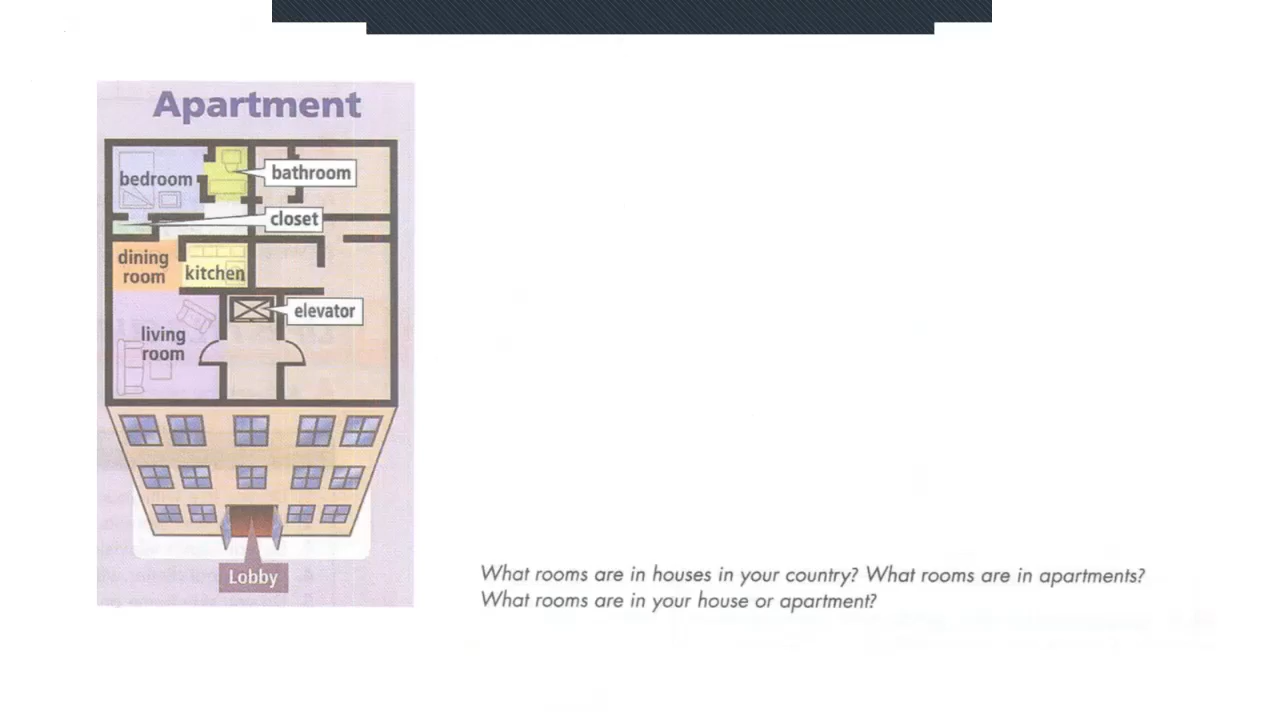 Apartment
bedroom
bathroom
closet
dining
room
kitchen
elevator
living
room
Lobby
What rooms are in houses in your country? What rooms are in apartments?
What rooms are in your house or apartment?